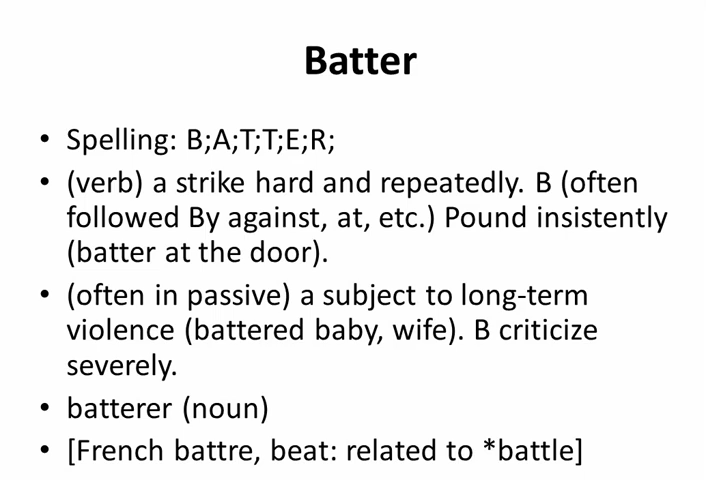 Batter
• Spelling: B;A;T;T;E;R;
• (verb) a strike hard and repeatedly. B (often
followed By against, at, etc.) Pound insistently
(batter at the door).
• (often in passive) a subject to long-term
violence (battered baby, wife). B criticize
severely.
• batterer (noun)
• [French battre, beat: related to *battle]